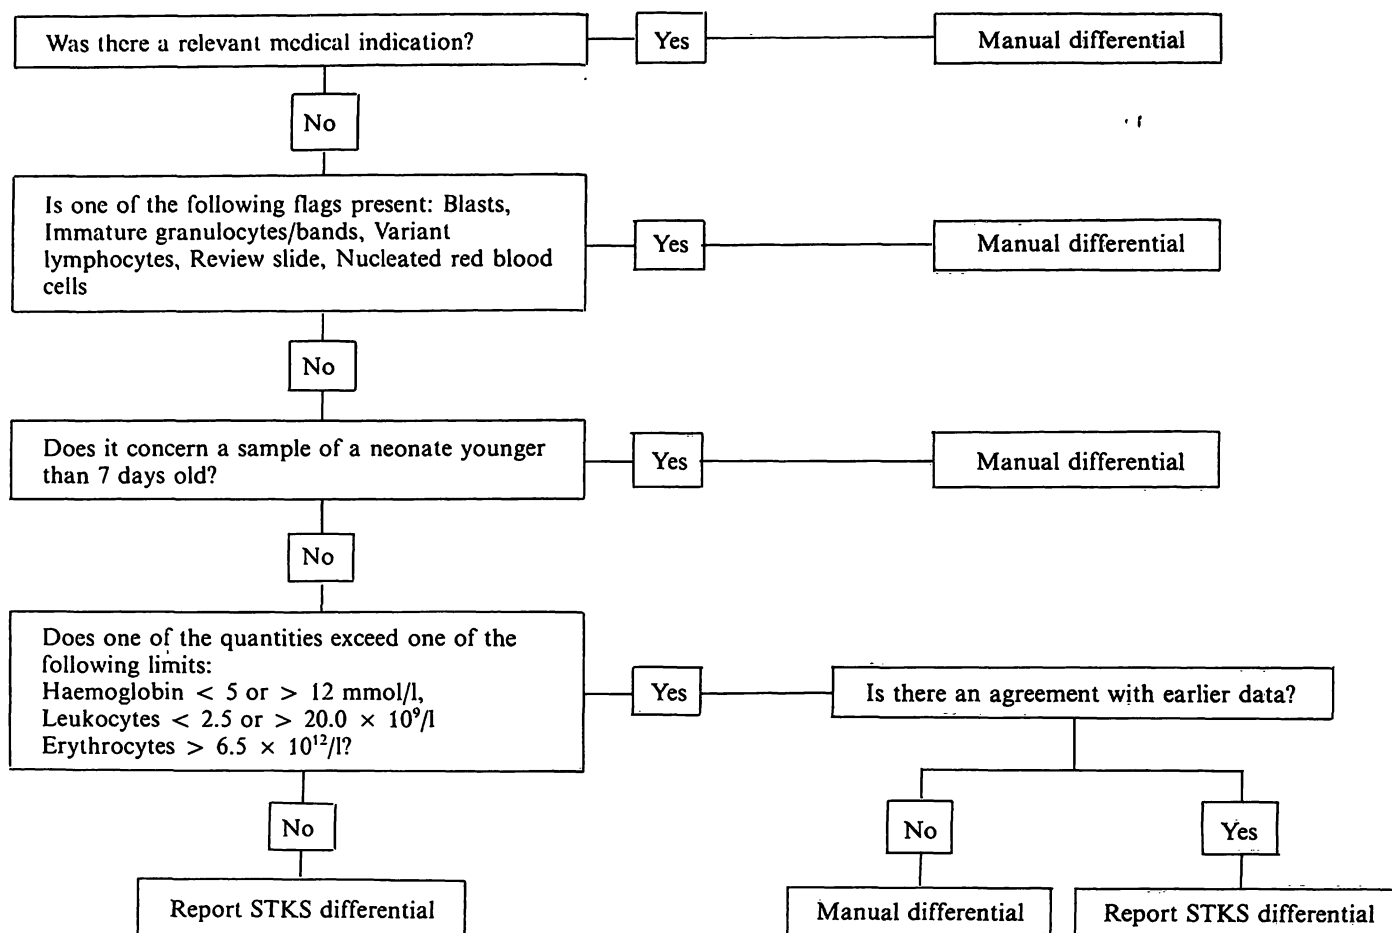 Was there a relevant medical indication?
Yes
Manual differential
No
Is one of the following flags present: Blasts,
Immature granulocytes/bands, Variant
lymphocytes, Review slide, Nucleated red blood
cells
Yes
Manual differential
No
Does it concern a sample of a neonate younger
than 7 days old?
Yes
Manual differential
No
Does one of the quantities exceed one of the
following limits:
Haemoglobin < 5 or > 12 mmol/l,
Leukocytes < 2.5 or > 20.0 × 10⁹/l
Erythrocytes > 6.5 × 10¹²/l?
Yes
Is there an agreement with earlier data?
No
No
Yes
Report STKS differential
Manual differential
Report STKS differential